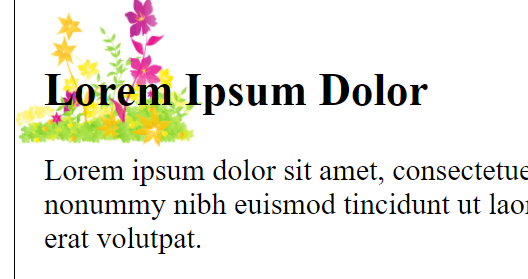 Lorem Ipsum Dolor
Lorem ipsum dolor sit amet, consectetue
nonummy nibh euismod tincidunt ut laor
erat volutpat.